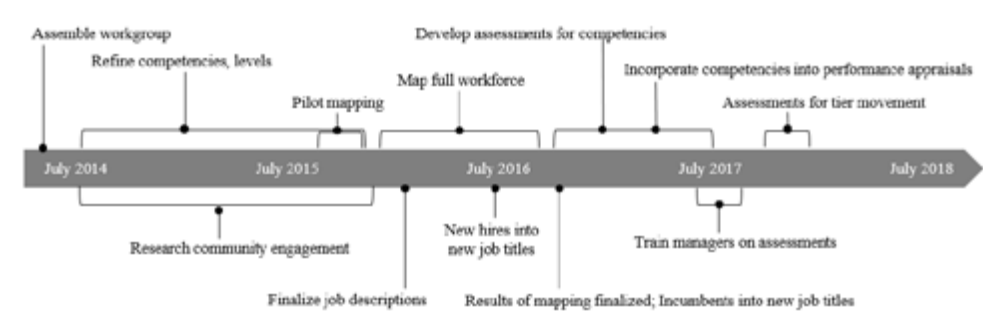 Assemble workgroup
Develop assessments for competencies
Refine competencies, levels
Incorporate competencies into performance appraisals
Map full workforce
Pilot mapping
Assessments for tier movement
July 2014
July 2015
July 2016
July 2017
July 2018
New hires into
new job titles
Research community engagement
Train managers on assessments
Finalize job descriptions
Results of mapping finalized; Incumbents into new job titles